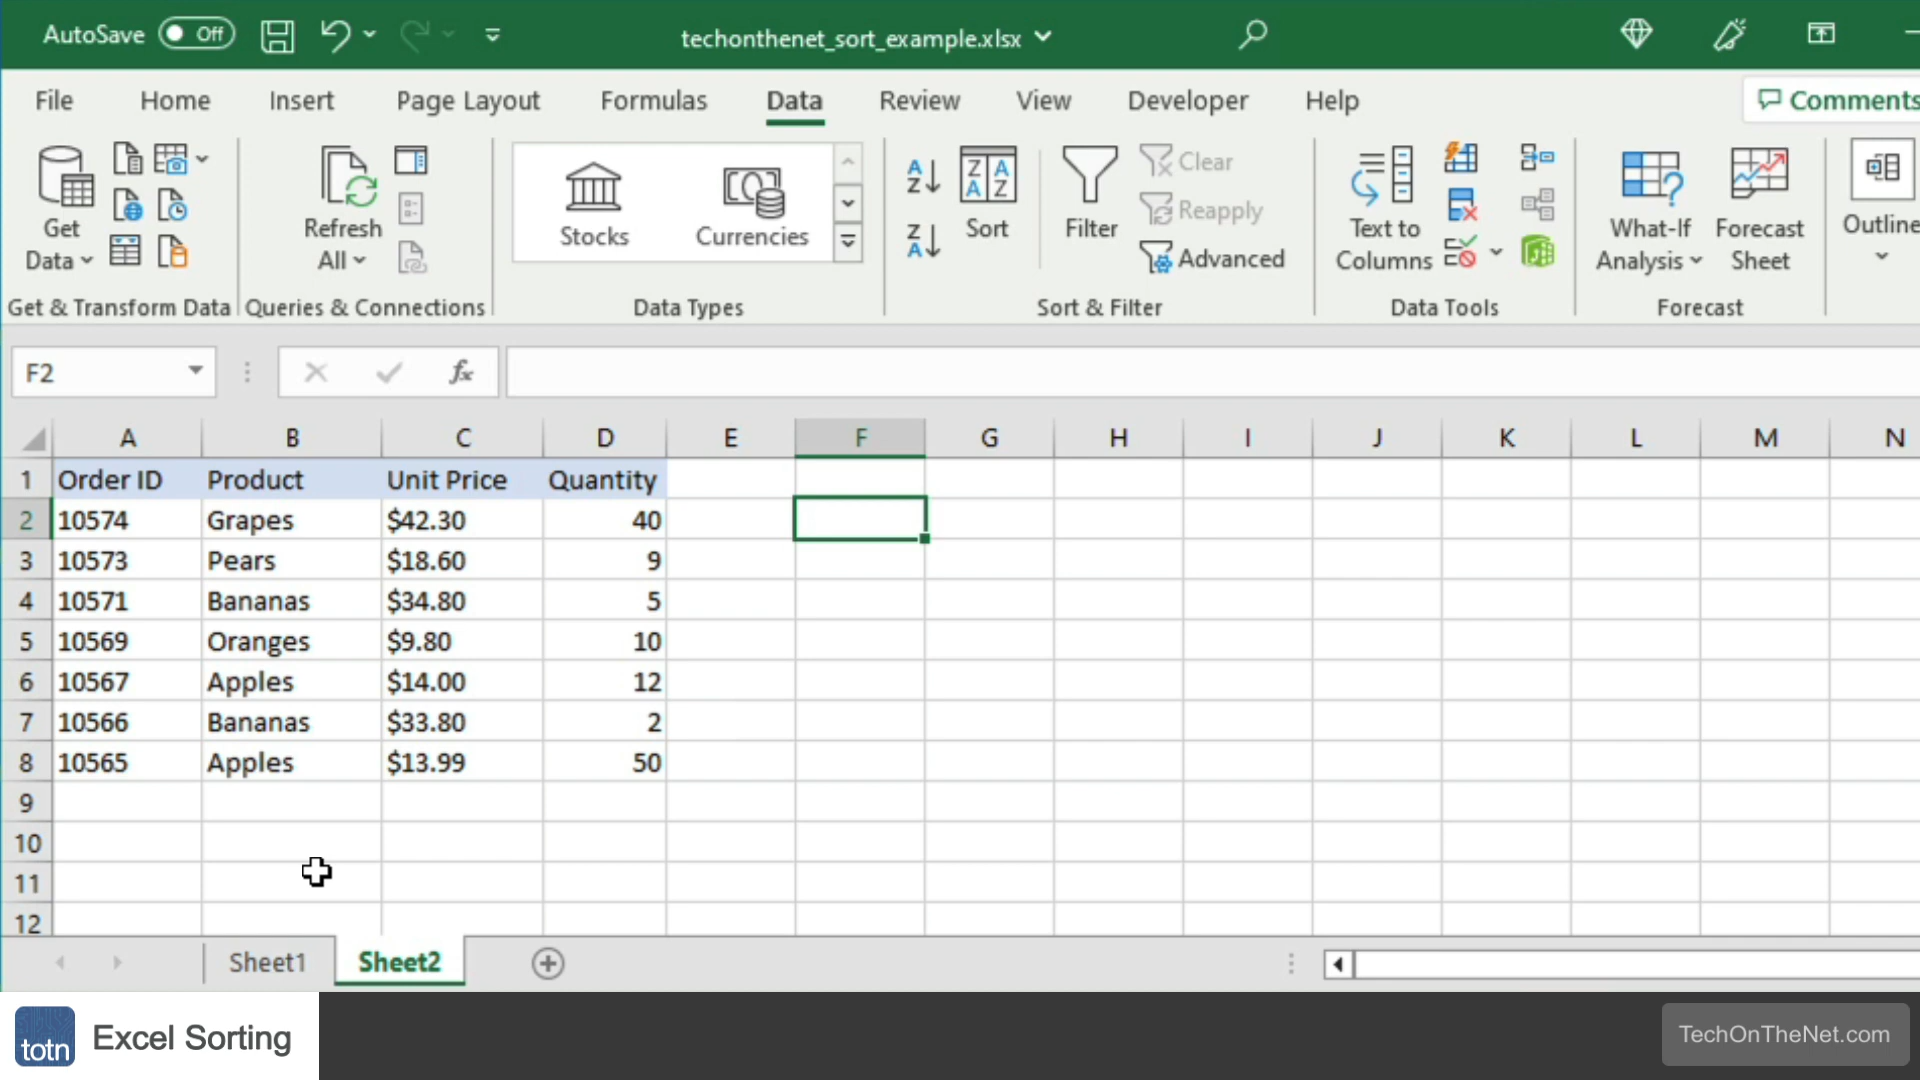 AutoSave Off techonthenet_sort_example.xlsx
File Home Insert Page Layout Formulas Data Review View Developer Help Comments
Get Data
Refresh All
Stocks Currencies
A Z
Z A
Z A A Z
Sort
Filter
Clear
Reapply
Advanced
Text to Columns
What-If Analysis
Forecast Sheet
Outline
Get & Transform Data Queries & Connections Data Types Sort & Filter Data Tools Forecast
F2 fx
A B C D E F G H I J K L M N
1 Order ID Product Unit Price Quantity
2 10574 Grapes $42.30 40
3 10573 Pears $18.60 9
4 10571 Bananas $34.80 5
5 10569 Oranges $9.80 10
6 10567 Apples $14.00 12
7 10566 Bananas $33.80 2
8 10565 Apples $13.99 50
9
10
11
12
Sheet1 Sheet2
totn Excel Sorting TechOnTheNet.com